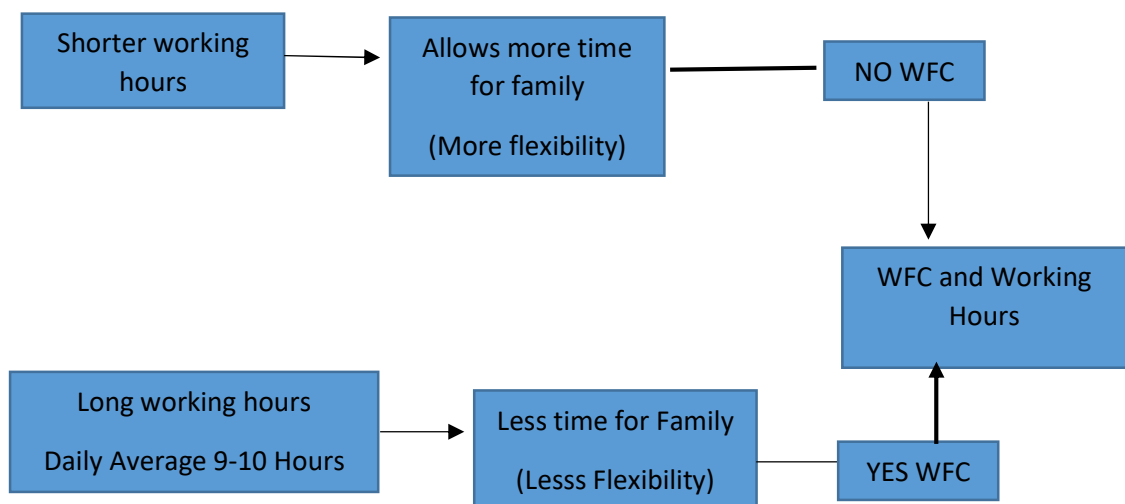 Shorter working
hours
Allows more time
for family
(More flexibility)
NO WFC
WFC and Working
Hours
Long working hours
Daily Average 9-10 Hours
Less time for Family
(Lesss Flexibility)
YES WFC